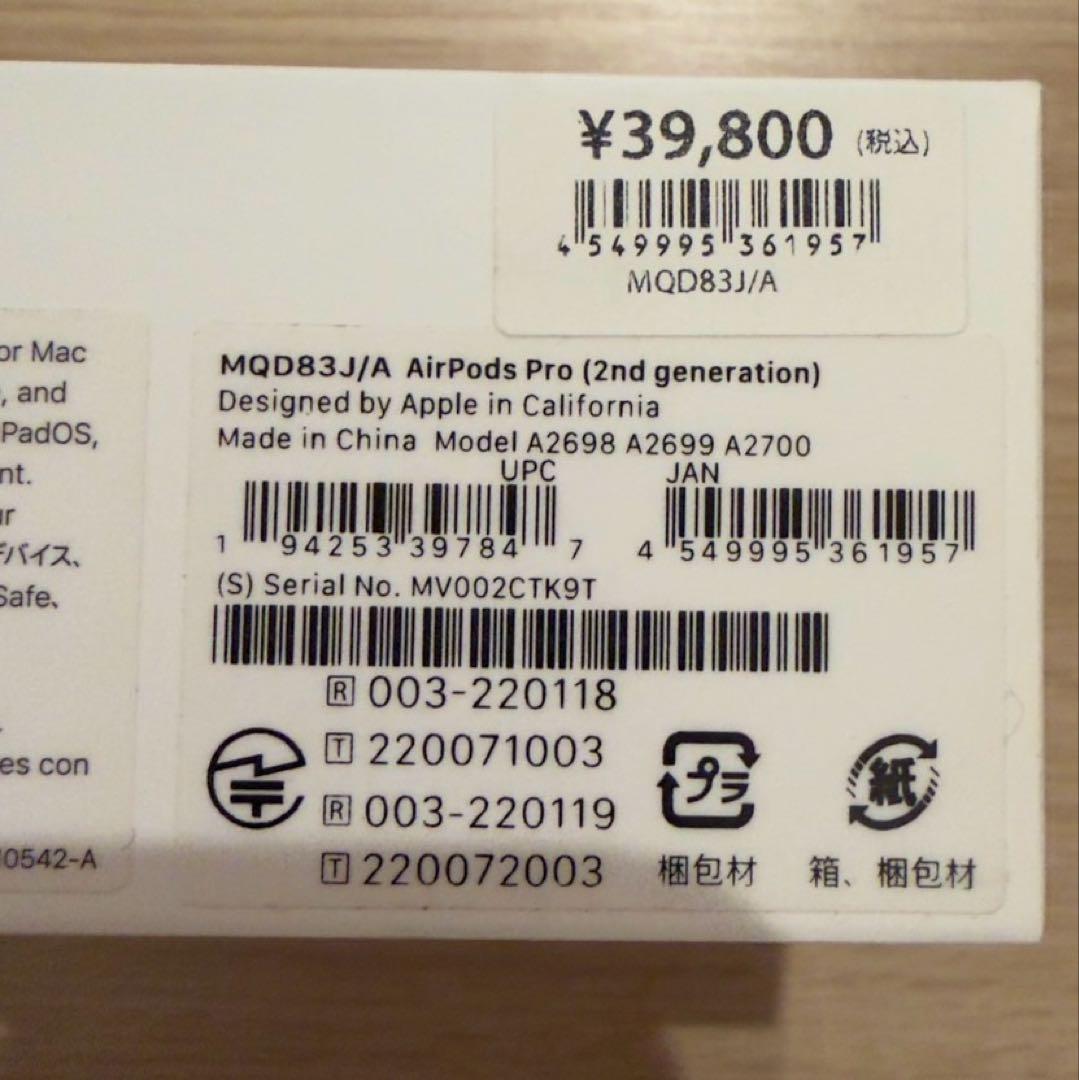 ¥39,800 (税込)
4 549995 361957
MQD83J/A
or Mac
, and
PadOS,
nt.
ur
デバイス、
Safe、
es con
10542-A
MQD83J/A AirPods Pro (2nd generation)
Designed by Apple in California
Made in China Model A2698 A2699 A2700
UPC JAN
1 94253 39784 7 4 549995 361957
(S) Serial No. MV002CTK9T
R 003-220118
T 220071003
R 003-220119
T 220072003
プラ
梱包材
紙
箱、梱包材